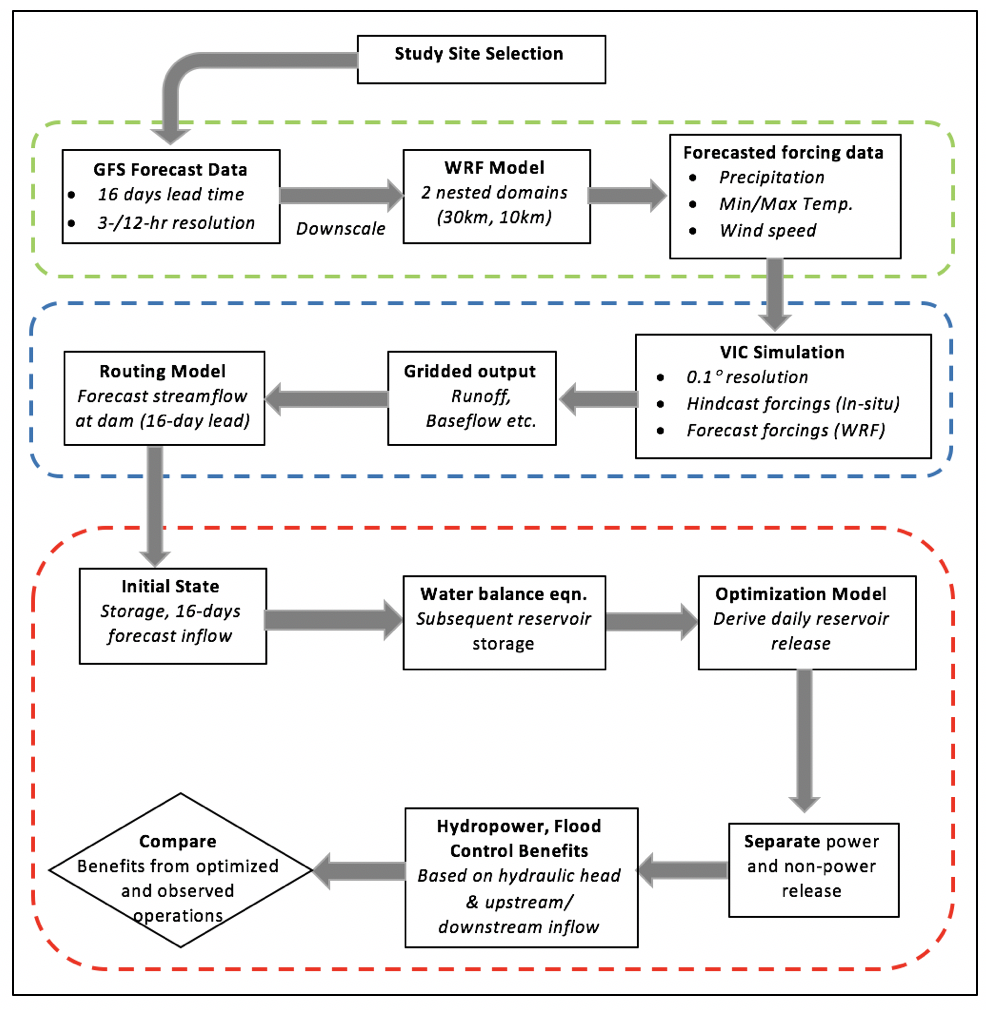 Study Site Selection
GFS Forecast Data
• 16 days lead time
• 3-/12-hr resolution
Downscale
WRF Model
2 nested domains
(30km, 10km)
Forecasted forcing data
• Precipitation
• Min/Max Temp.
• Wind speed
VIC Simulation
• 0.1° resolution
• Hindcast forcings (In-situ)
• Forecast forcings (WRF)
Gridded output
Runoff,
Baseflow etc.
Routing Model
Forecast streamflow
at dam (16-day lead)
Initial State
Storage, 16-days
forecast inflow
Water balance eqn.
Subsequent reservoir
storage
Optimization Model
Derive daily reservoir
release
Separate power
and non-power
release
Hydropower, Flood
Control Benefits
Based on hydraulic head
& upstream/
downstream inflow
Compare
Benefits from optimized
and observed
operations